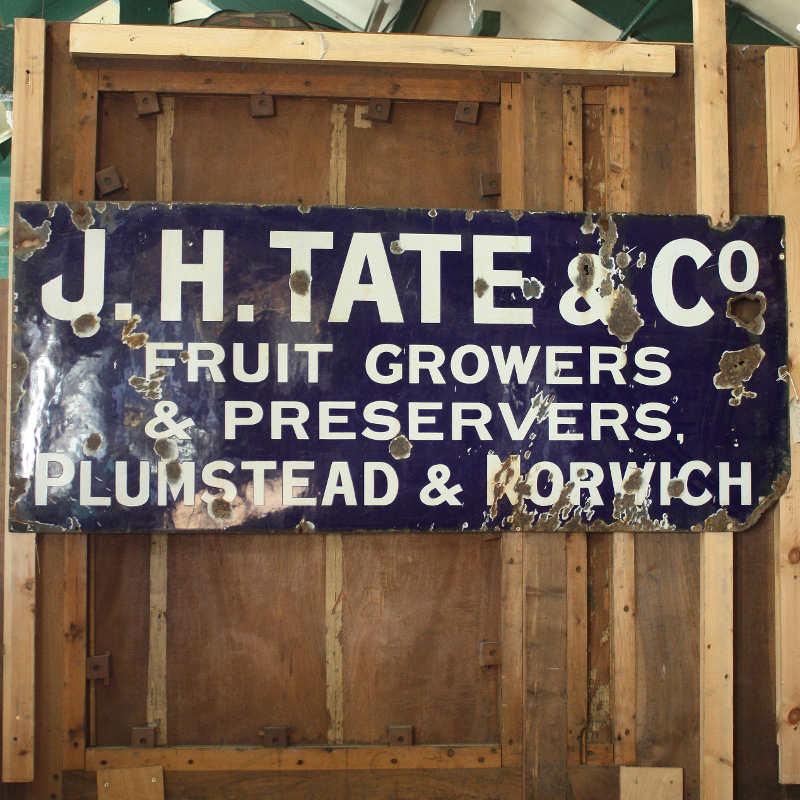 J. H. TATE & CO
FRUIT GROWERS
& PRESERVERS,
PLUMSTEAD & NORWICH